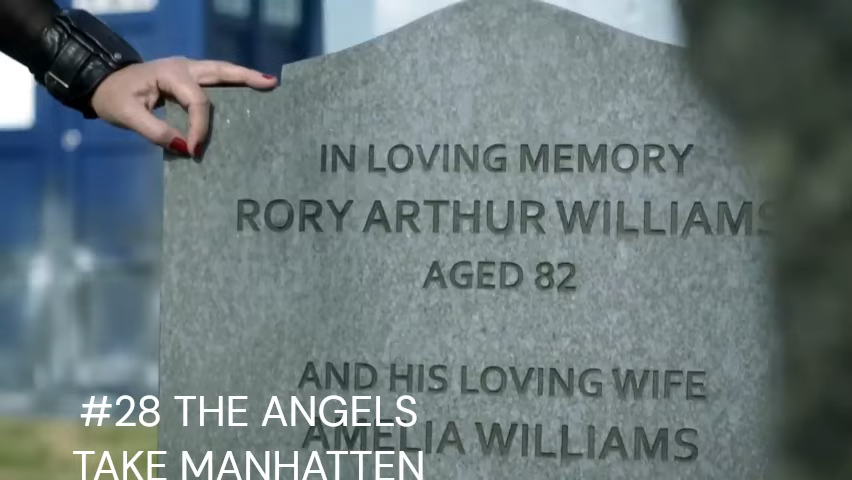 IN LOVING MEMORY
RORY ARTHUR WILLIAMS
AGED 82
AND HIS LOVING WIFE
AMELIA WILLIAMS
#28 THE ANGELS
TAKE MANHATTEN